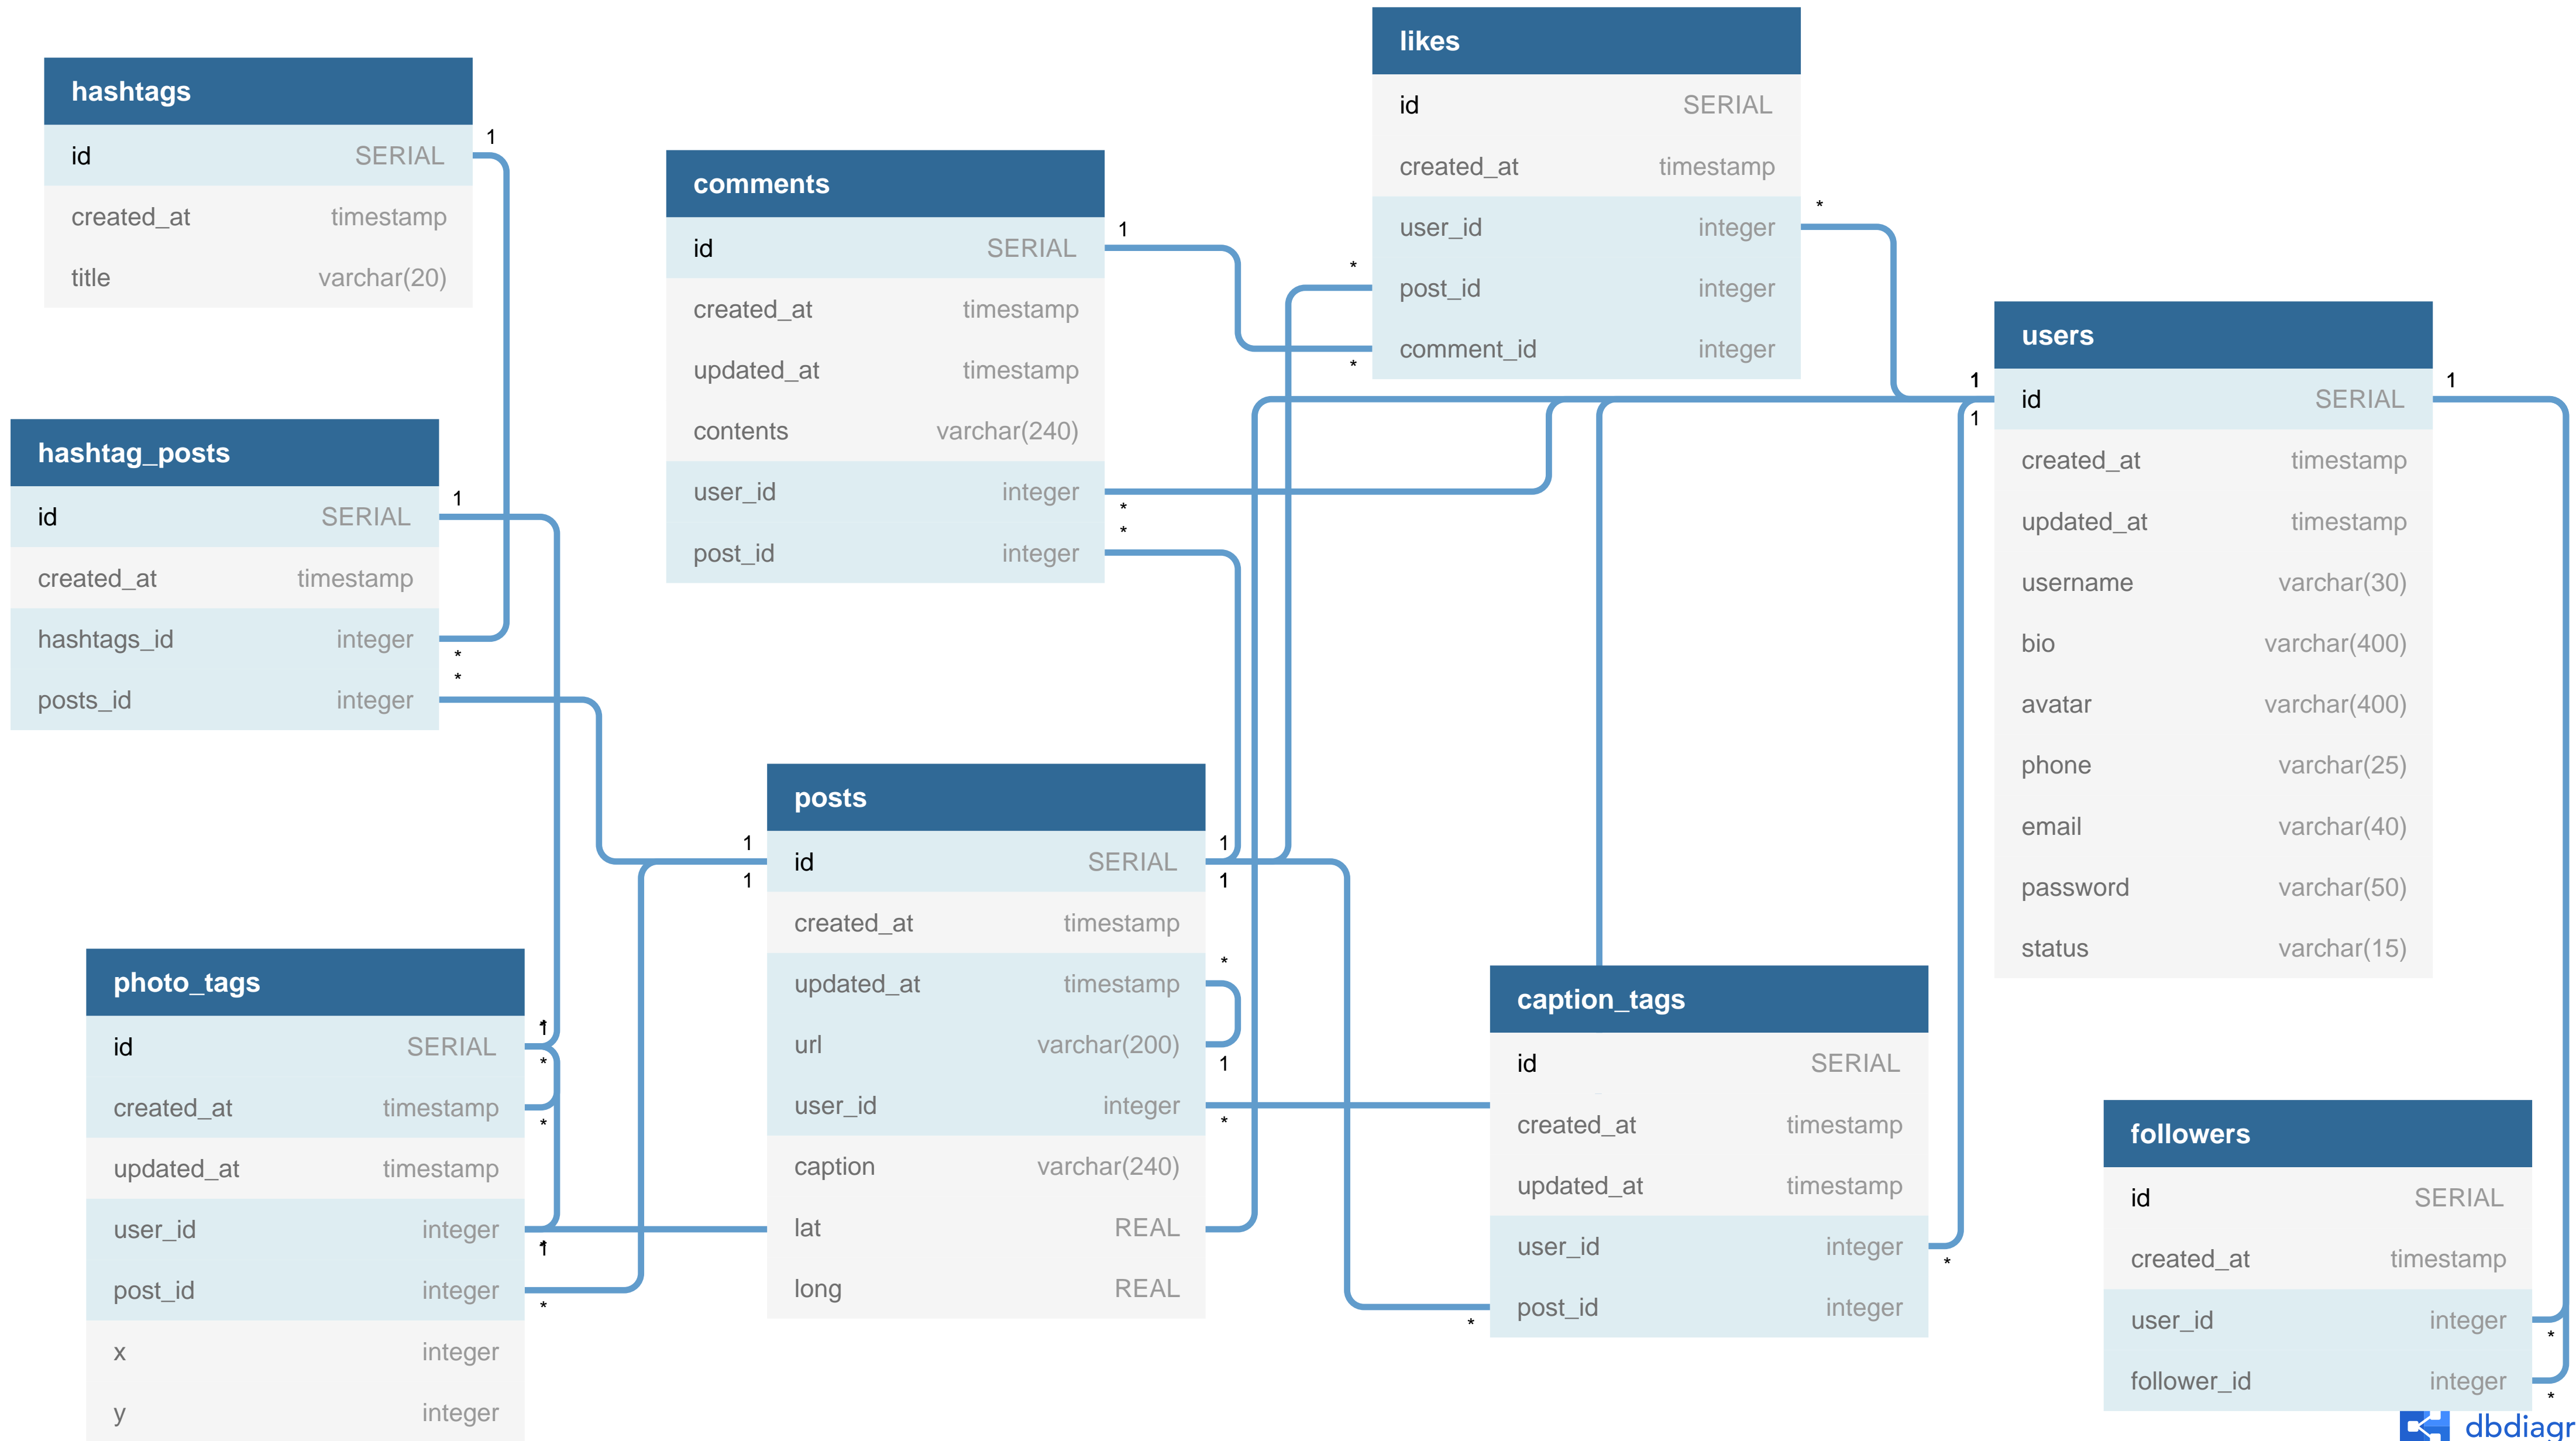 likes
id SERIAL
created_at timestamp
user_id integer
post_id integer
comment_id integer
hashtags
id SERIAL
created_at timestamp
title varchar(20)
comments
id SERIAL
created_at timestamp
updated_at timestamp
contents varchar(240)
user_id integer
post_id integer
users
id SERIAL
created_at timestamp
updated_at timestamp
username varchar(30)
bio varchar(400)
avatar varchar(400)
phone varchar(25)
email varchar(40)
password varchar(50)
status varchar(15)
hashtag_posts
id SERIAL
created_at timestamp
hashtags_id integer
posts_id integer
posts
id SERIAL
created_at timestamp
updated_at timestamp
url varchar(200)
user_id integer
caption varchar(240)
lat REAL
long REAL
photo_tags
id SERIAL
created_at timestamp
updated_at timestamp
user_id integer
post_id integer
x integer
y integer
caption_tags
id SERIAL
created_at timestamp
updated_at timestamp
user_id integer
post_id integer
followers
id SERIAL
created_at timestamp
user_id integer
follower_id integer
dbdiagr